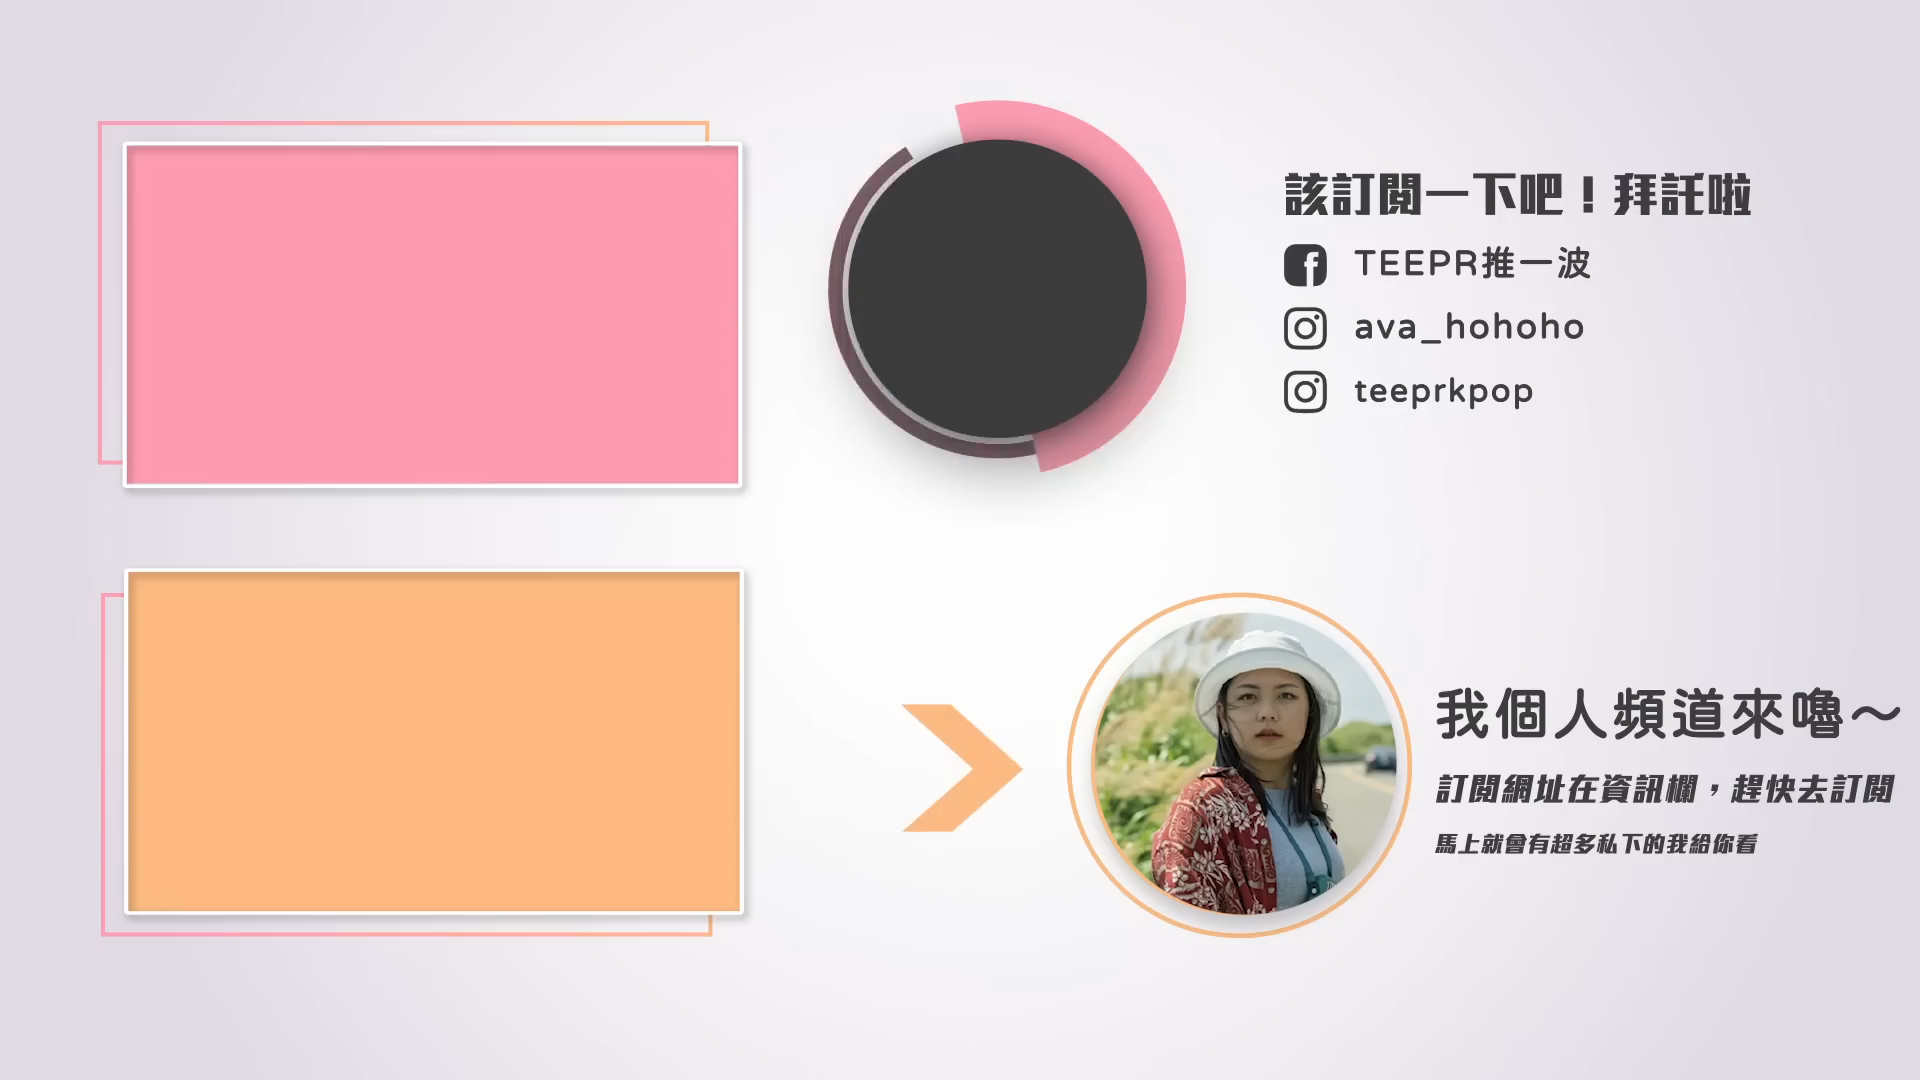 該訂閱一下吧！拜託啦
TEEPR推一波
ava_hohoho
teeprkpop
我個人頻道來嚕～
訂閱網址在資訊欄，趕快去訂閱
馬上就會有超多私下的我給你看